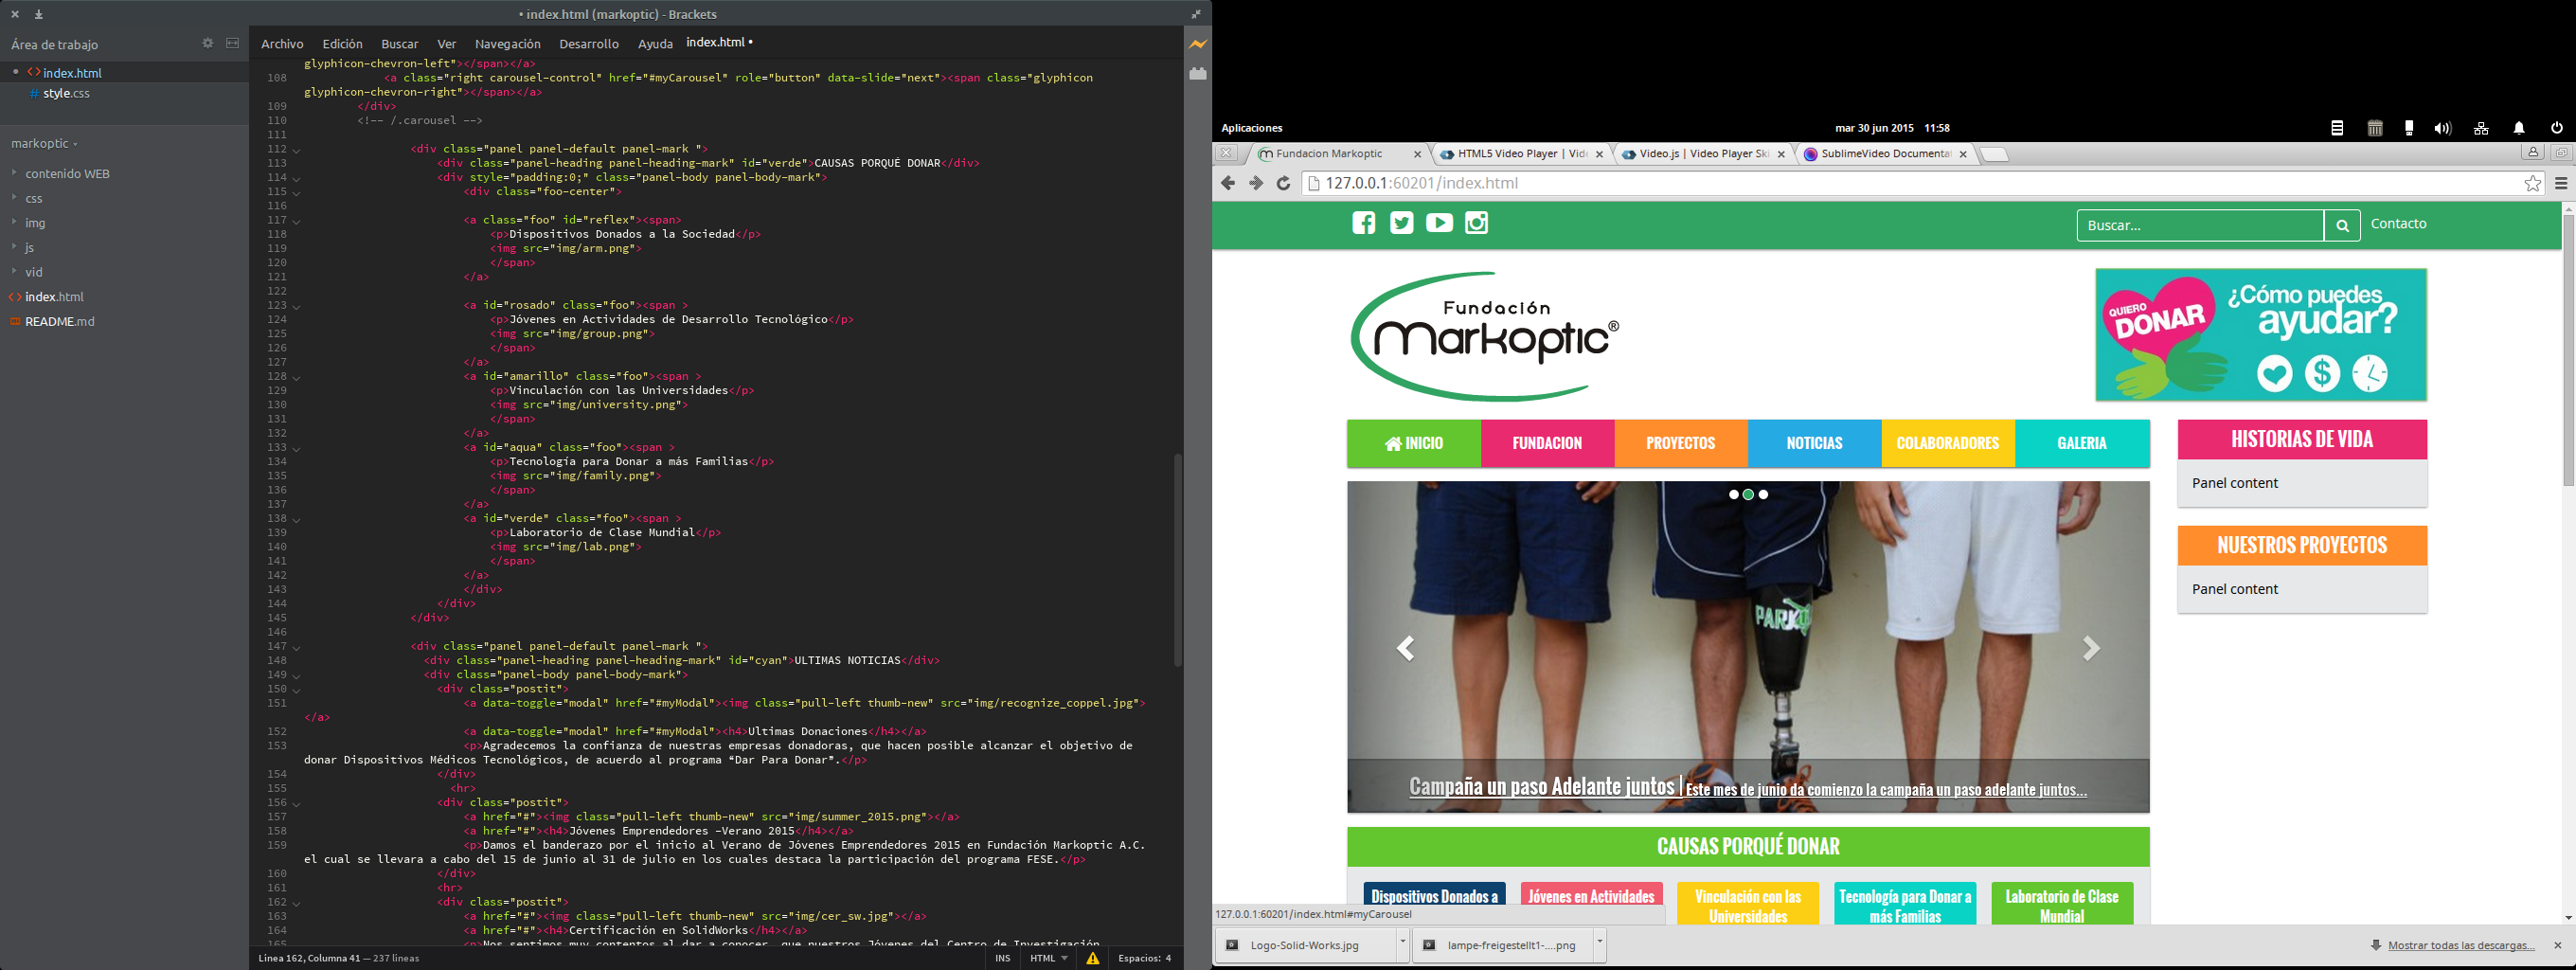 • index.html (markoptic) - Brackets
Área de trabajo
index.html
style.css
markoptic
contenido WEB
css
img
js
vid
index.html
README.md
Archivo Edición Buscar Ver Navegación Desarrollo Ayuda index.html •
glyphicon-chevron-left"></span></a>
108 <a class="right carousel-control" href="#myCarousel" role="button" data-slide="next"><span class="glyphicon
glyphicon-chevron-right"></span></a>
109 </div>
110 <!-- /.carousel -->
111
112 <div class="panel panel-default panel-mark ">
113 <div class="panel-heading panel-heading-mark" id="verde">CAUSAS PORQUÉ DONAR</div>
114 <div style="padding:0;" class="panel-body panel-body-mark">
115 <div class="foo-center">
116
117 <a class="foo" id="reflex"><span>
118 <p>Dispositivos Donados a la Sociedad</p>
119 <img src="img/arm.png">
120 </span>
121 </a>
122
123 <a id="rosado" class="foo"><span >
124 <p>Jóvenes en Actividades de Desarrollo Tecnológico</p>
125 <img src="img/group.png">
126 </span>
127 </a>
128 <a id="amarillo" class="foo"><span >
129 <p>Vinculación con las Universidades</p>
130 <img src="img/university.png">
131 </span>
132 </a>
133 <a id="aqua" class="foo"><span >
134 <p>Tecnología para Donar a más Familias</p>
135 <img src="img/family.png">
136 </span>
137 </a>
138 <a id="verde" class="foo"><span >
139 <p>Laboratorio de Clase Mundial</p>
140 <img src="img/lab.png">
141 </span>
142 </a>
143 </div>
144 </div>
145 </div>
146
147 <div class="panel panel-default panel-mark ">
148 <div class="panel-heading panel-heading-mark" id="cyan">ULTIMAS NOTICIAS</div>
149 <div class="panel-body panel-body-mark">
150 <div class="postit">
151 <a data-toggle="modal" href="#myModal"><img class="pull-left thumb-new" src="img/recognize_coppel.jpg">
</a>
152 <a data-toggle="modal" href="#myModal"><h4>Ultimas Donaciones</h4></a>
153 <p>Agradecemos la confianza de nuestras empresas donadoras, que hacen posible alcanzar el objetivo de
donar Dispositivos Médicos Tecnológicos, de acuerdo al programa “Dar Para Donar”.</p>
154 </div>
155 <hr>
156 <div class="postit">
157 <a href="#"><img class="pull-left thumb-new" src="img/summer_2015.png"></a>
158 <a href="#"><h4>Jóvenes Emprendedores –Verano 2015</h4></a>
159 <p>Damos el banderazo por el inicio al Verano de Jóvenes Emprendedores 2015 en Fundación Markoptic A.C.
el cual se llevara a cabo del 15 de junio al 31 de julio en los cuales destaca la participación del programa FESE.</p>
160 </div>
161 <hr>
162 <div class="postit">
163 <a href="#"><img class="pull-left thumb-new" src="img/cer_sw.jpg"></a>
164 <a href="#"><h4>Certificación en SolidWorks</h4></a>
165 <p>Nos sentimos muy contentos al dar a conocer, que nuestros Jóvenes del Centro de Investigación
Línea 162, Columna 41 — 237 líneas INS HTML Espacios: 4
Aplicaciones mar 30 jun 2015 11:58
Fundacion Markoptic HTML5 Video Player | Vide Video.js | Video Player Ski SublimeVideo Documentat
127.0.0.1:60201/index.html
Buscar... Contacto
Fundación
Markoptic®
QUIERO
DONAR
¿Cómo puedes
ayudar?
$
INICIO FUNDACION PROYECTOS NOTICIAS COLABORADORES GALERIA
HISTORIAS DE VIDA
Panel content
NUESTROS PROYECTOS
Panel content
Campaña un paso Adelante juntos | Este mes de junio da comienzo la campaña un paso adelante juntos...
CAUSAS PORQUÉ DONAR
Dispositivos Donados a
Jóvenes en Actividades
Vinculación con las
Universidades
Tecnología para Donar a
más Familias
Laboratorio de Clase
Mundial
127.0.0.1:60201/index.html#myCarousel
Logo-Solid-Works.jpg lampe-freigestellt1-....png Mostrar todas las descargas...